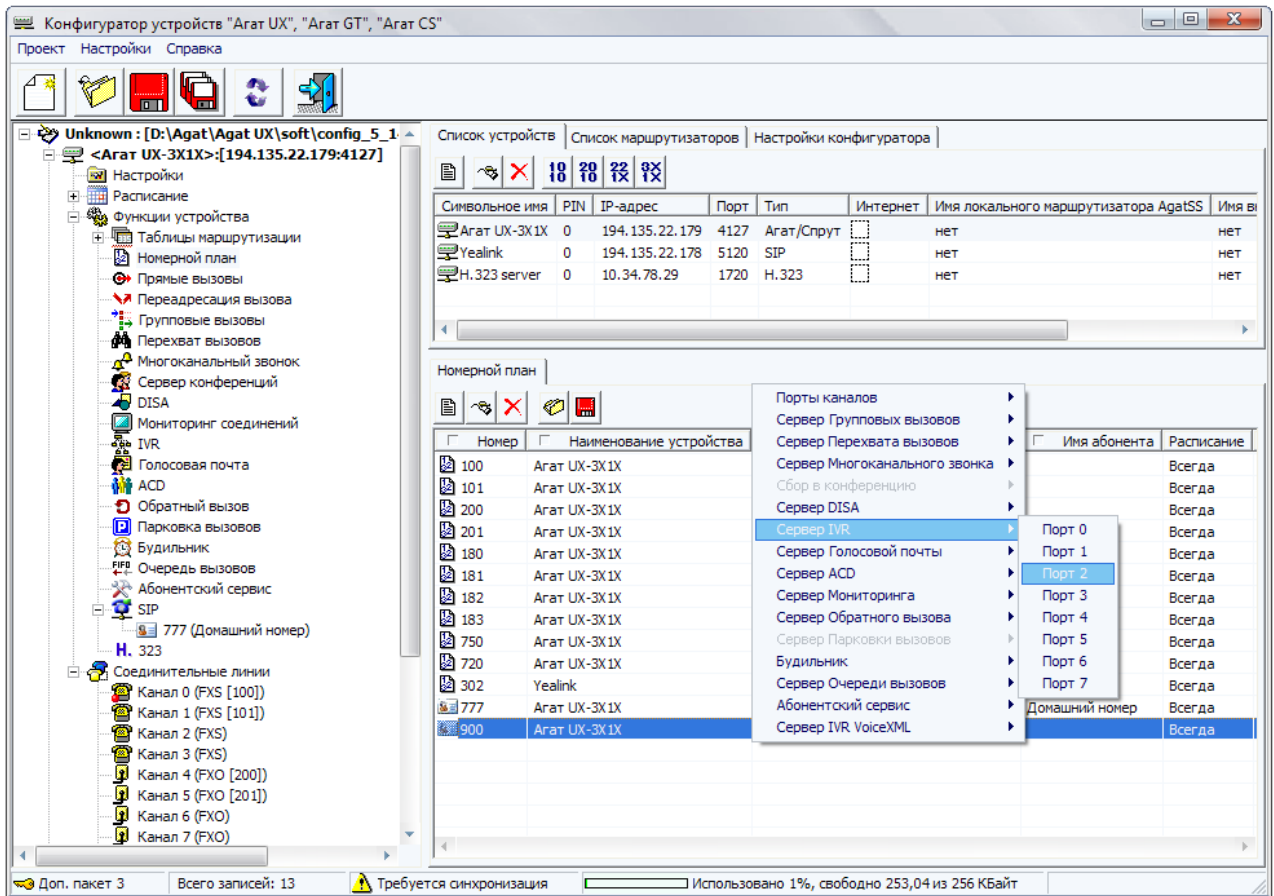 Конфигуратор устройств "Агат UX", "Агат GT", "Агат CS"
Проект Настройки Справка
Unknown : [D:\Agat\Agat UX\soft\config_5_1
<Агат UX-3X1X>:[194.135.22.179:4127]
Настройки
Расписание
Функции устройства
Таблицы маршрутизации
Номерной план
Прямые вызовы
Переадресация вызова
Групповые вызовы
Перехват вызовов
Многоканальный звонок
Сервер конференций
DISA
Мониторинг соединений
IVR
Голосовая почта
ACD
Обратный вызов
Парковка вызовов
Будильник
FIFO Очередь вызовов
Абонентский сервис
SIP
777 (Домашний номер)
H. 323
Соединительные линии
Канал 0 (FXS [100])
Канал 1 (FXS [101])
Канал 2 (FXS)
Канал 3 (FXS)
Канал 4 (FXO [200])
Канал 5 (FXO [201])
Канал 6 (FXO)
Канал 7 (FXO)
Список устройств Список маршрутизаторов Настройки конфигуратора
10 10 20 10 22 1X 3X 1X
Символьное имя PIN IP-адрес Порт Тип Интернет Имя локального маршрутизатора AgatSS Имя в
Агат UX-3X1X 0 194.135.22.179 4127 Агат/Спрут нет нет
Yealink 0 194.135.22.178 5120 SIP нет нет
H.323 server 0 10.34.78.29 1720 H.323 нет нет
Номерной план
Номер Наименование устройства Имя абонента Расписание
100 Агат UX-3X1X Всегда
101 Агат UX-3X1X Всегда
200 Агат UX-3X1X Всегда
201 Агат UX-3X1X Всегда
180 Агат UX-3X1X Всегда
181 Агат UX-3X1X Всегда
182 Агат UX-3X1X Всегда
183 Агат UX-3X1X Всегда
750 Агат UX-3X1X Всегда
720 Агат UX-3X1X Всегда
302 Yealink Всегда
777 Агат UX-3X1X Домашний номер Всегда
900 Агат UX-3X1X Всегда
Порты каналов
Сервер Групповых вызовов
Сервер Перехвата вызовов
Сервер Многоканального звонка
Сбор в конференцию
Сервер DISA
Сервер IVR
Сервер Голосовой почты
Сервер ACD
Сервер Мониторинга
Сервер Обратного вызова
Сервер Парковки вызовов
Будильник
Сервер Очереди вызовов
Абонентский сервис
Сервер IVR VoiceXML
Порт 0
Порт 1
Порт 2
Порт 3
Порт 4
Порт 5
Порт 6
Порт 7
Доп. пакет 3 Всего записей: 13 Требуется синхронизация Использовано 1%, свободно 253,04 из 256 КБайт